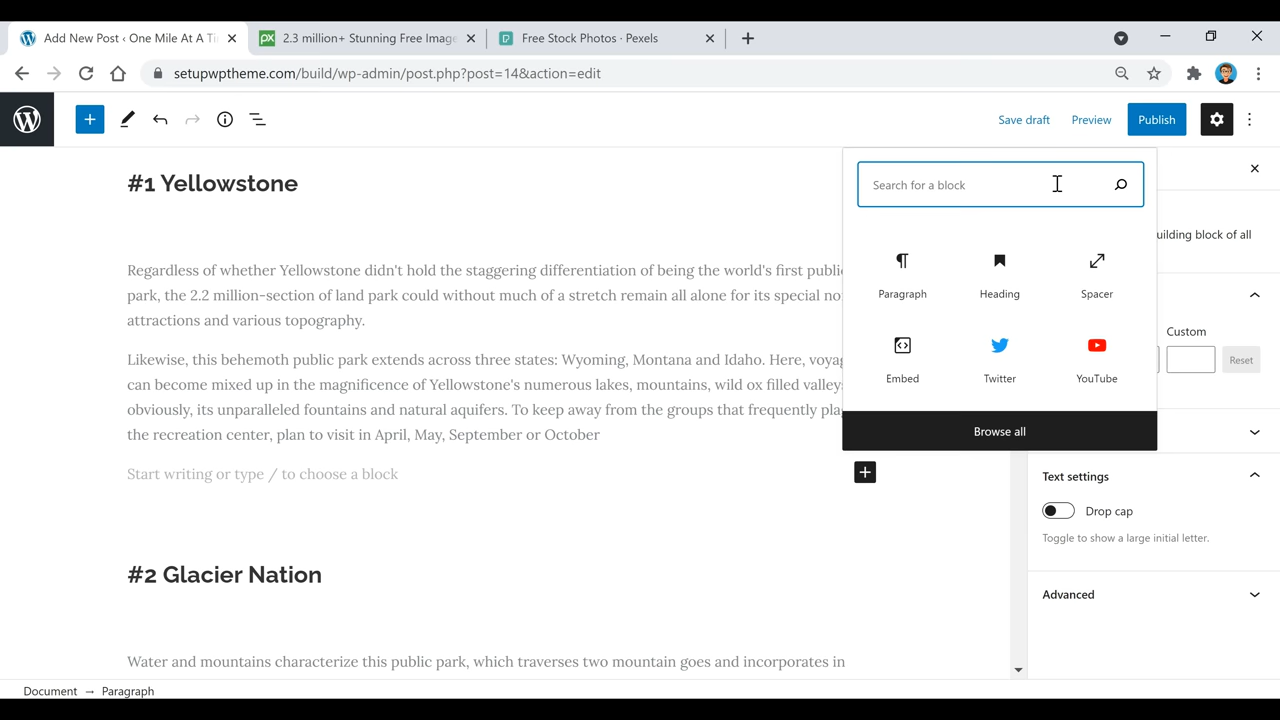 Add New Post ‹ One Mile At A Ti
2.3 million+ Stunning Free Image
Free Stock Photos · Pexels
setupwptheme.com/build/wp-admin/post.php?post=14&action=edit
Save draft
Preview
Publish
#1 Yellowstone
Regardless of whether Yellowstone didn't hold the staggering differentiation of being the world's first publi
park, the 2.2 million-section of land park could without much of a stretch remain all alone for its special no
attractions and various topography.
Likewise, this behemoth public park extends across three states: Wyoming, Montana and Idaho. Here, voyag
can become mixed up in the magnificence of Yellowstone's numerous lakes, mountains, wild ox filled valley
obviously, its unparalleled fountains and natural aquifers. To keep away from the groups that frequently pla
the recreation center, plan to visit in April, May, September or October
Start writing or type / to choose a block
#2 Glacier Nation
Water and mountains characterize this public park, which traverses two mountain goes and incorporates in
Search for a block
Paragraph
Heading
Spacer
Embed
Twitter
YouTube
Browse all
uilding block of all
Custom
Reset
Text settings
Drop cap
Toggle to show a large initial letter.
Advanced
Document → Paragraph